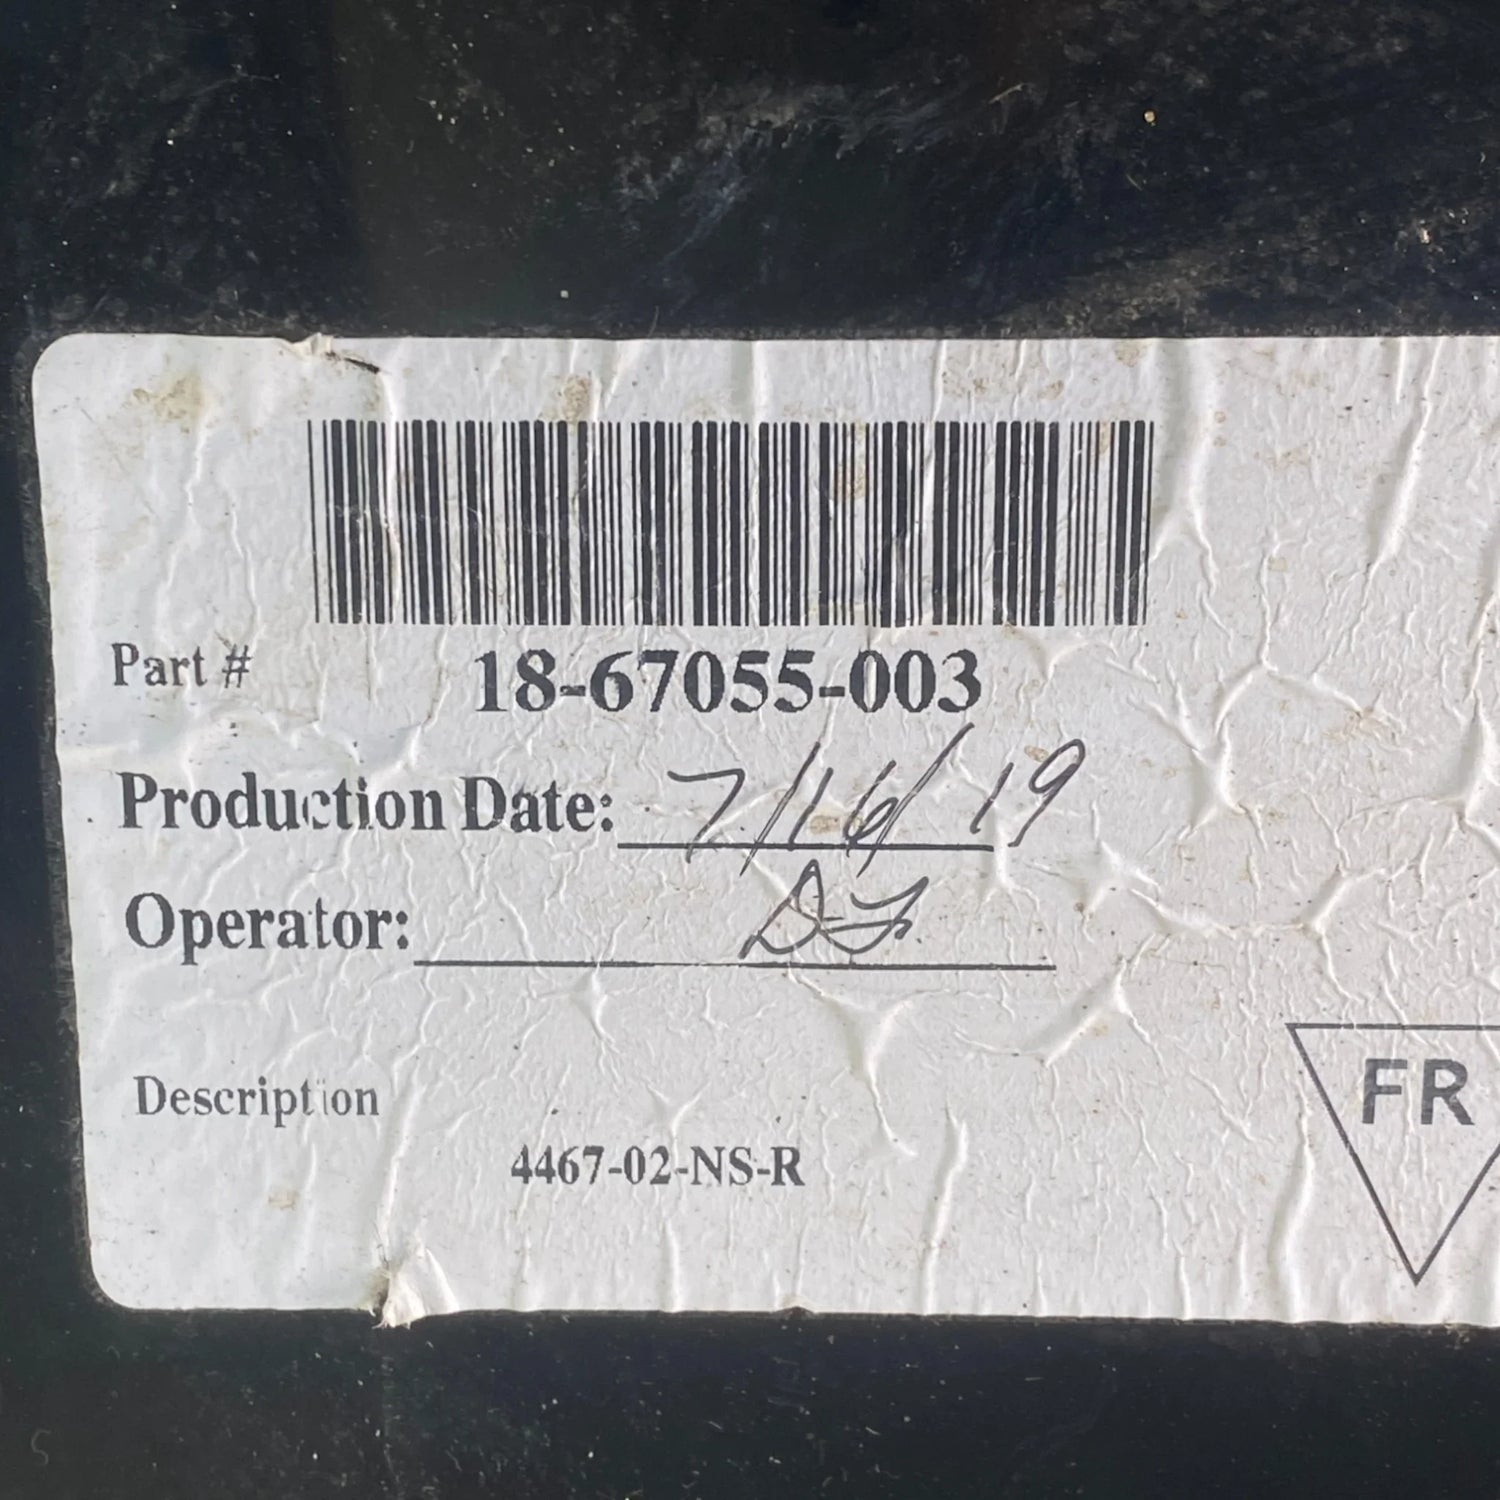 Part # 18-67055-003
Production Date: 7/16/19
Operator:
Description
4467-02-NS-R
FR